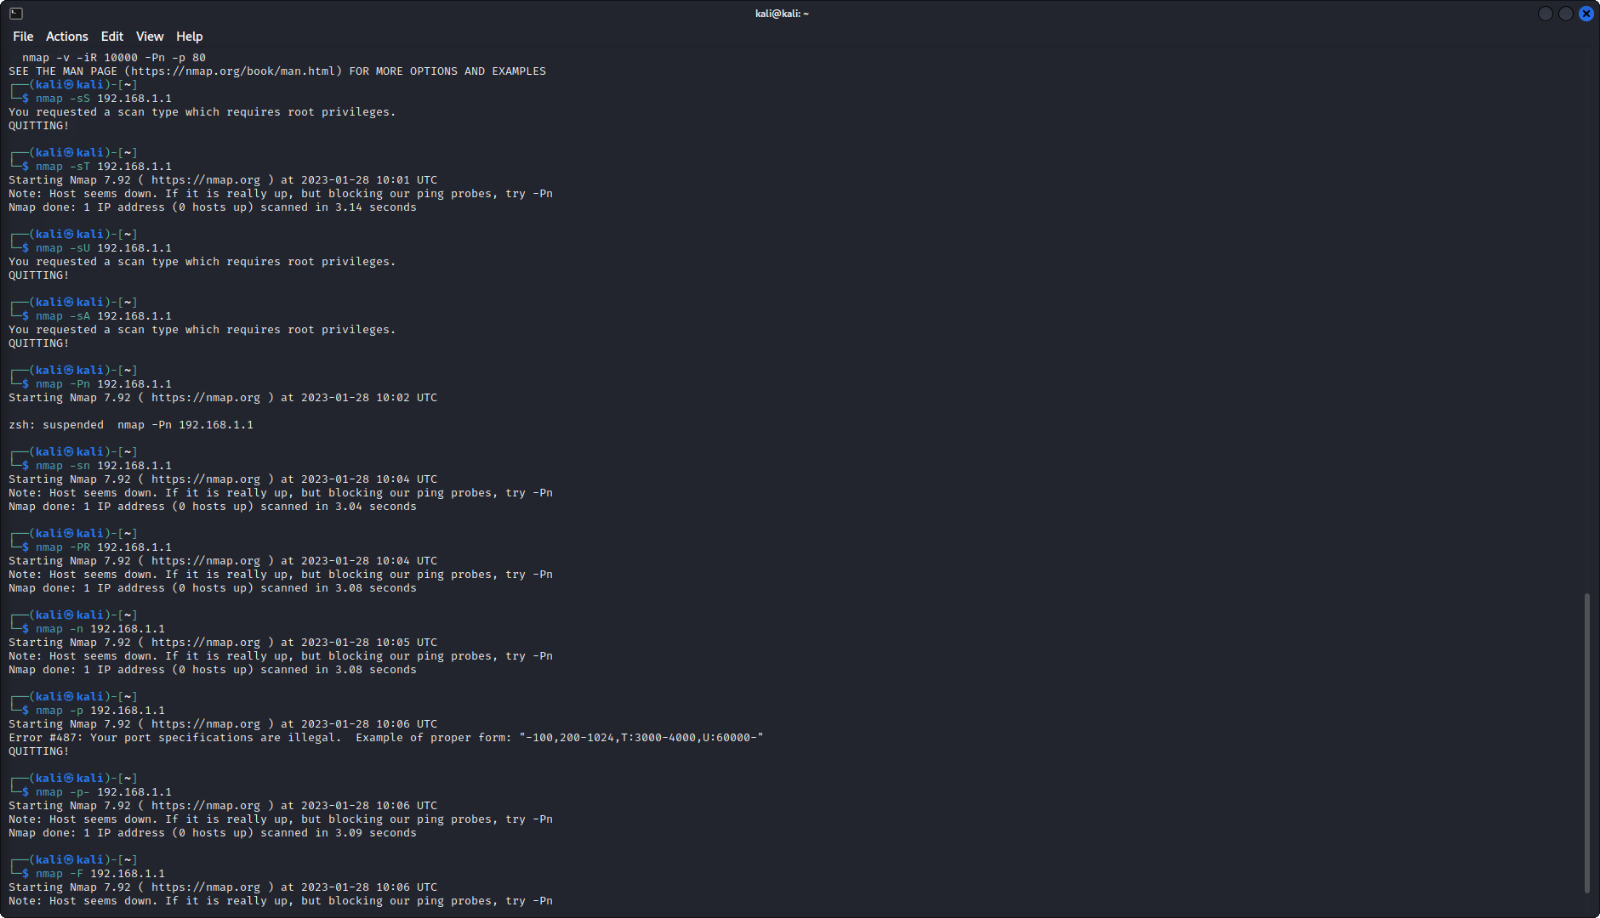 kali@kali: ~
File Actions Edit View Help
nmap -v -iR 10000 -Pn -p 80
SEE THE MAN PAGE (https://nmap.org/book/man.html) FOR MORE OPTIONS AND EXAMPLES
┌──(kali㉿kali)-[~]
└─$ nmap -sS 192.168.1.1
You requested a scan type which requires root privileges.
QUITTING!
┌──(kali㉿kali)-[~]
└─$ nmap -sT 192.168.1.1
Starting Nmap 7.92 ( https://nmap.org ) at 2023-01-28 10:01 UTC
Note: Host seems down. If it is really up, but blocking our ping probes, try -Pn
Nmap done: 1 IP address (0 hosts up) scanned in 3.14 seconds
┌──(kali㉿kali)-[~]
└─$ nmap -sU 192.168.1.1
You requested a scan type which requires root privileges.
QUITTING!
┌──(kali㉿kali)-[~]
└─$ nmap -sA 192.168.1.1
You requested a scan type which requires root privileges.
QUITTING!
┌──(kali㉿kali)-[~]
└─$ nmap -Pn 192.168.1.1
Starting Nmap 7.92 ( https://nmap.org ) at 2023-01-28 10:02 UTC
zsh: suspended  nmap -Pn 192.168.1.1
┌──(kali㉿kali)-[~]
└─$ nmap -sn 192.168.1.1
Starting Nmap 7.92 ( https://nmap.org ) at 2023-01-28 10:04 UTC
Note: Host seems down. If it is really up, but blocking our ping probes, try -Pn
Nmap done: 1 IP address (0 hosts up) scanned in 3.04 seconds
┌──(kali㉿kali)-[~]
└─$ nmap -PR 192.168.1.1
Starting Nmap 7.92 ( https://nmap.org ) at 2023-01-28 10:04 UTC
Note: Host seems down. If it is really up, but blocking our ping probes, try -Pn
Nmap done: 1 IP address (0 hosts up) scanned in 3.08 seconds
┌──(kali㉿kali)-[~]
└─$ nmap -n 192.168.1.1
Starting Nmap 7.92 ( https://nmap.org ) at 2023-01-28 10:05 UTC
Note: Host seems down. If it is really up, but blocking our ping probes, try -Pn
Nmap done: 1 IP address (0 hosts up) scanned in 3.08 seconds
┌──(kali㉿kali)-[~]
└─$ nmap -p 192.168.1.1
Starting Nmap 7.92 ( https://nmap.org ) at 2023-01-28 10:06 UTC
Error #487: Your port specifications are illegal.  Example of proper form: "-100,200-1024,T:3000-4000,U:60000-"
QUITTING!
┌──(kali㉿kali)-[~]
└─$ nmap -p- 192.168.1.1
Starting Nmap 7.92 ( https://nmap.org ) at 2023-01-28 10:06 UTC
Note: Host seems down. If it is really up, but blocking our ping probes, try -Pn
Nmap done: 1 IP address (0 hosts up) scanned in 3.09 seconds
┌──(kali㉿kali)-[~]
└─$ nmap -F 192.168.1.1
Starting Nmap 7.92 ( https://nmap.org ) at 2023-01-28 10:06 UTC
Note: Host seems down. If it is really up, but blocking our ping probes, try -Pn